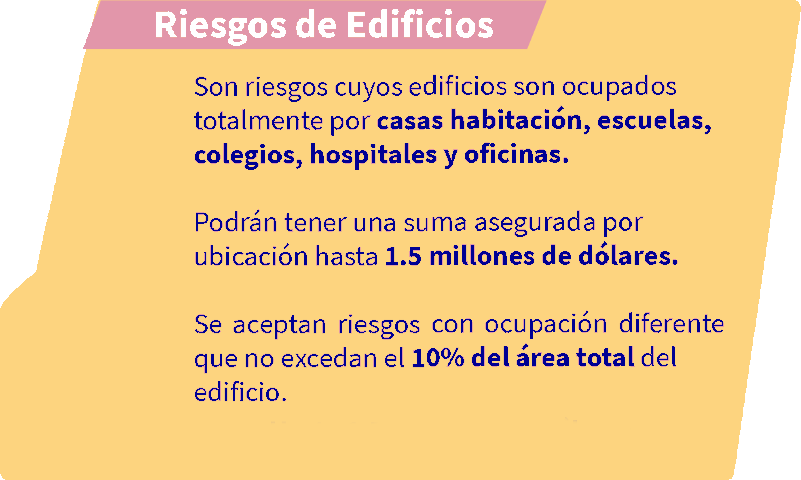 Riesgos de Edificios
Son riesgos cuyos edificios son ocupados
totalmente por casas habitación, escuelas,
colegios, hospitales y oficinas.
Podrán tener una suma asegurada por
ubicación hasta 1.5 millones de dólares.
Se aceptan riesgos con ocupación diferente
que no excedan el 10% del área total del
edificio.